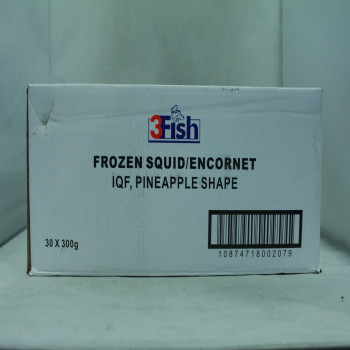 3Fish
FROZEN SQUID/ENCORNET
IQF, PINEAPPLE SHAPE
30 X 300g
10874718002079